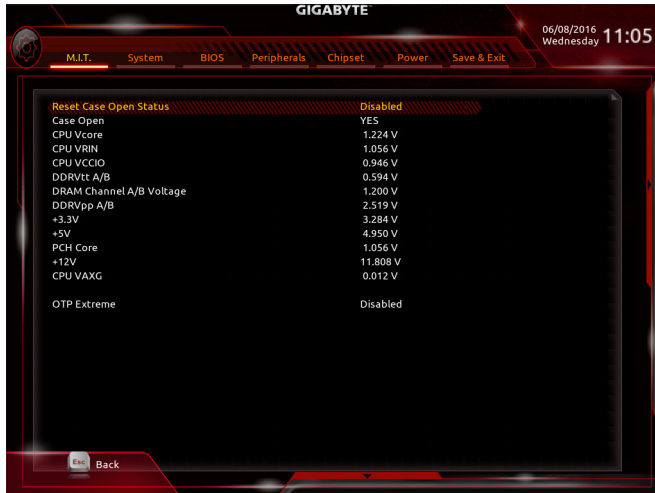 GIGABYTE
06/08/2016 11:05
Wednesday
M.I.T. System BIOS Peripherals Chipset Power Save & Exit
Reset Case Open Status Disabled
Case Open YES
CPU Vcore 1.224 V
CPU VRIN 1.056 V
CPU VCCIO 0.946 V
DDRVtt A/B 0.594 V
DRAM Channel A/B Voltage 1.200 V
DDRVpp A/B 2.519 V
+3.3V 3.284 V
+5V 4.950 V
PCH Core 1.056 V
+12V 11.808 V
CPU VAXG 0.012 V
OTP Extreme Disabled
Esc Back